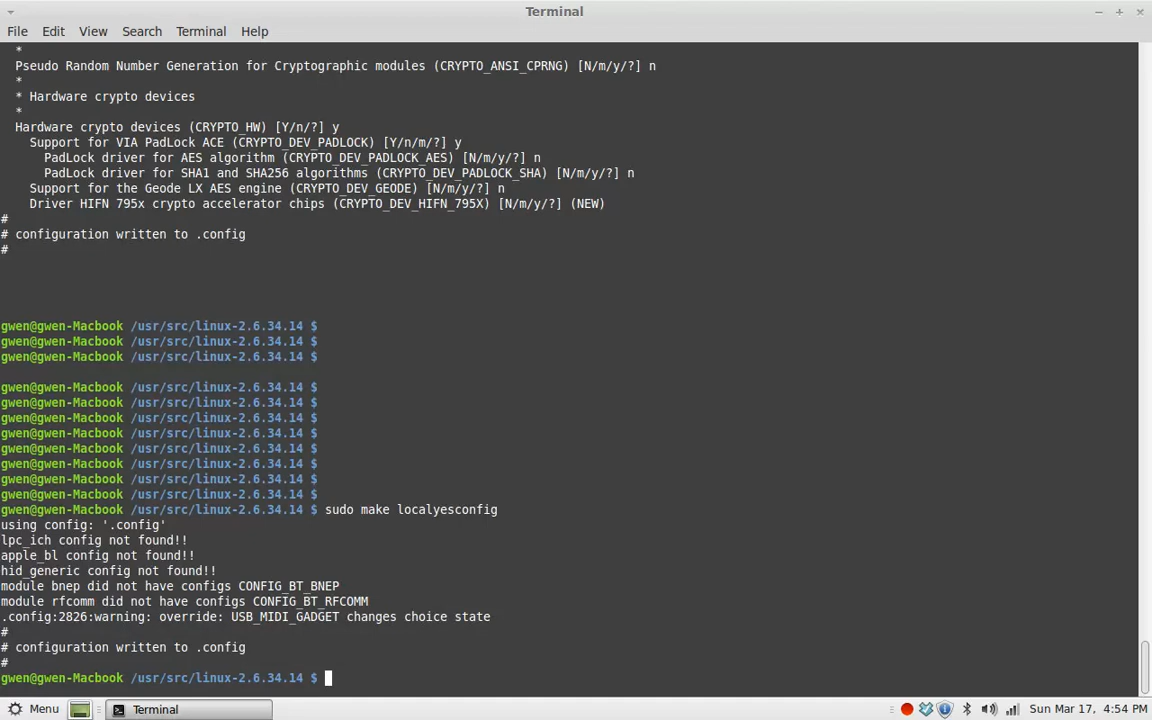 Terminal
File Edit View Search Terminal Help
*
Pseudo Random Number Generation for Cryptographic modules (CRYPTO_ANSI_CPRNG) [N/m/y/?] n
*
* Hardware crypto devices
*
Hardware crypto devices (CRYPTO_HW) [Y/n/?] y
Support for VIA PadLock ACE (CRYPTO_DEV_PADLOCK) [Y/n/m/?] y
PadLock driver for AES algorithm (CRYPTO_DEV_PADLOCK_AES) [N/m/y/?] n
PadLock driver for SHA1 and SHA256 algorithms (CRYPTO_DEV_PADLOCK_SHA) [N/m/y/?] n
Support for the Geode LX AES engine (CRYPTO_DEV_GEODE) [N/m/y/?] n
Driver HIFN 795x crypto accelerator chips (CRYPTO_DEV_HIFN_795X) [N/m/y/?] (NEW)
#
# configuration written to .config
#
gwen@gwen-Macbook /usr/src/linux-2.6.34.14 $
gwen@gwen-Macbook /usr/src/linux-2.6.34.14 $
gwen@gwen-Macbook /usr/src/linux-2.6.34.14 $
gwen@gwen-Macbook /usr/src/linux-2.6.34.14 $
gwen@gwen-Macbook /usr/src/linux-2.6.34.14 $
gwen@gwen-Macbook /usr/src/linux-2.6.34.14 $
gwen@gwen-Macbook /usr/src/linux-2.6.34.14 $
gwen@gwen-Macbook /usr/src/linux-2.6.34.14 $
gwen@gwen-Macbook /usr/src/linux-2.6.34.14 $
gwen@gwen-Macbook /usr/src/linux-2.6.34.14 $
gwen@gwen-Macbook /usr/src/linux-2.6.34.14 $
gwen@gwen-Macbook /usr/src/linux-2.6.34.14 $ sudo make localyesconfig
using config: '.config'
lpc_ich config not found!!
apple_bl config not found!!
hid_generic config not found!!
module bnep did not have configs CONFIG_BT_BNEP
module rfcomm did not have configs CONFIG_BT_RFCOMM
.config:2826:warning: override: USB_MIDI_GADGET changes choice state
#
# configuration written to .config
#
gwen@gwen-Macbook /usr/src/linux-2.6.34.14 $
Menu Terminal Sun Mar 17, 4:54 PM